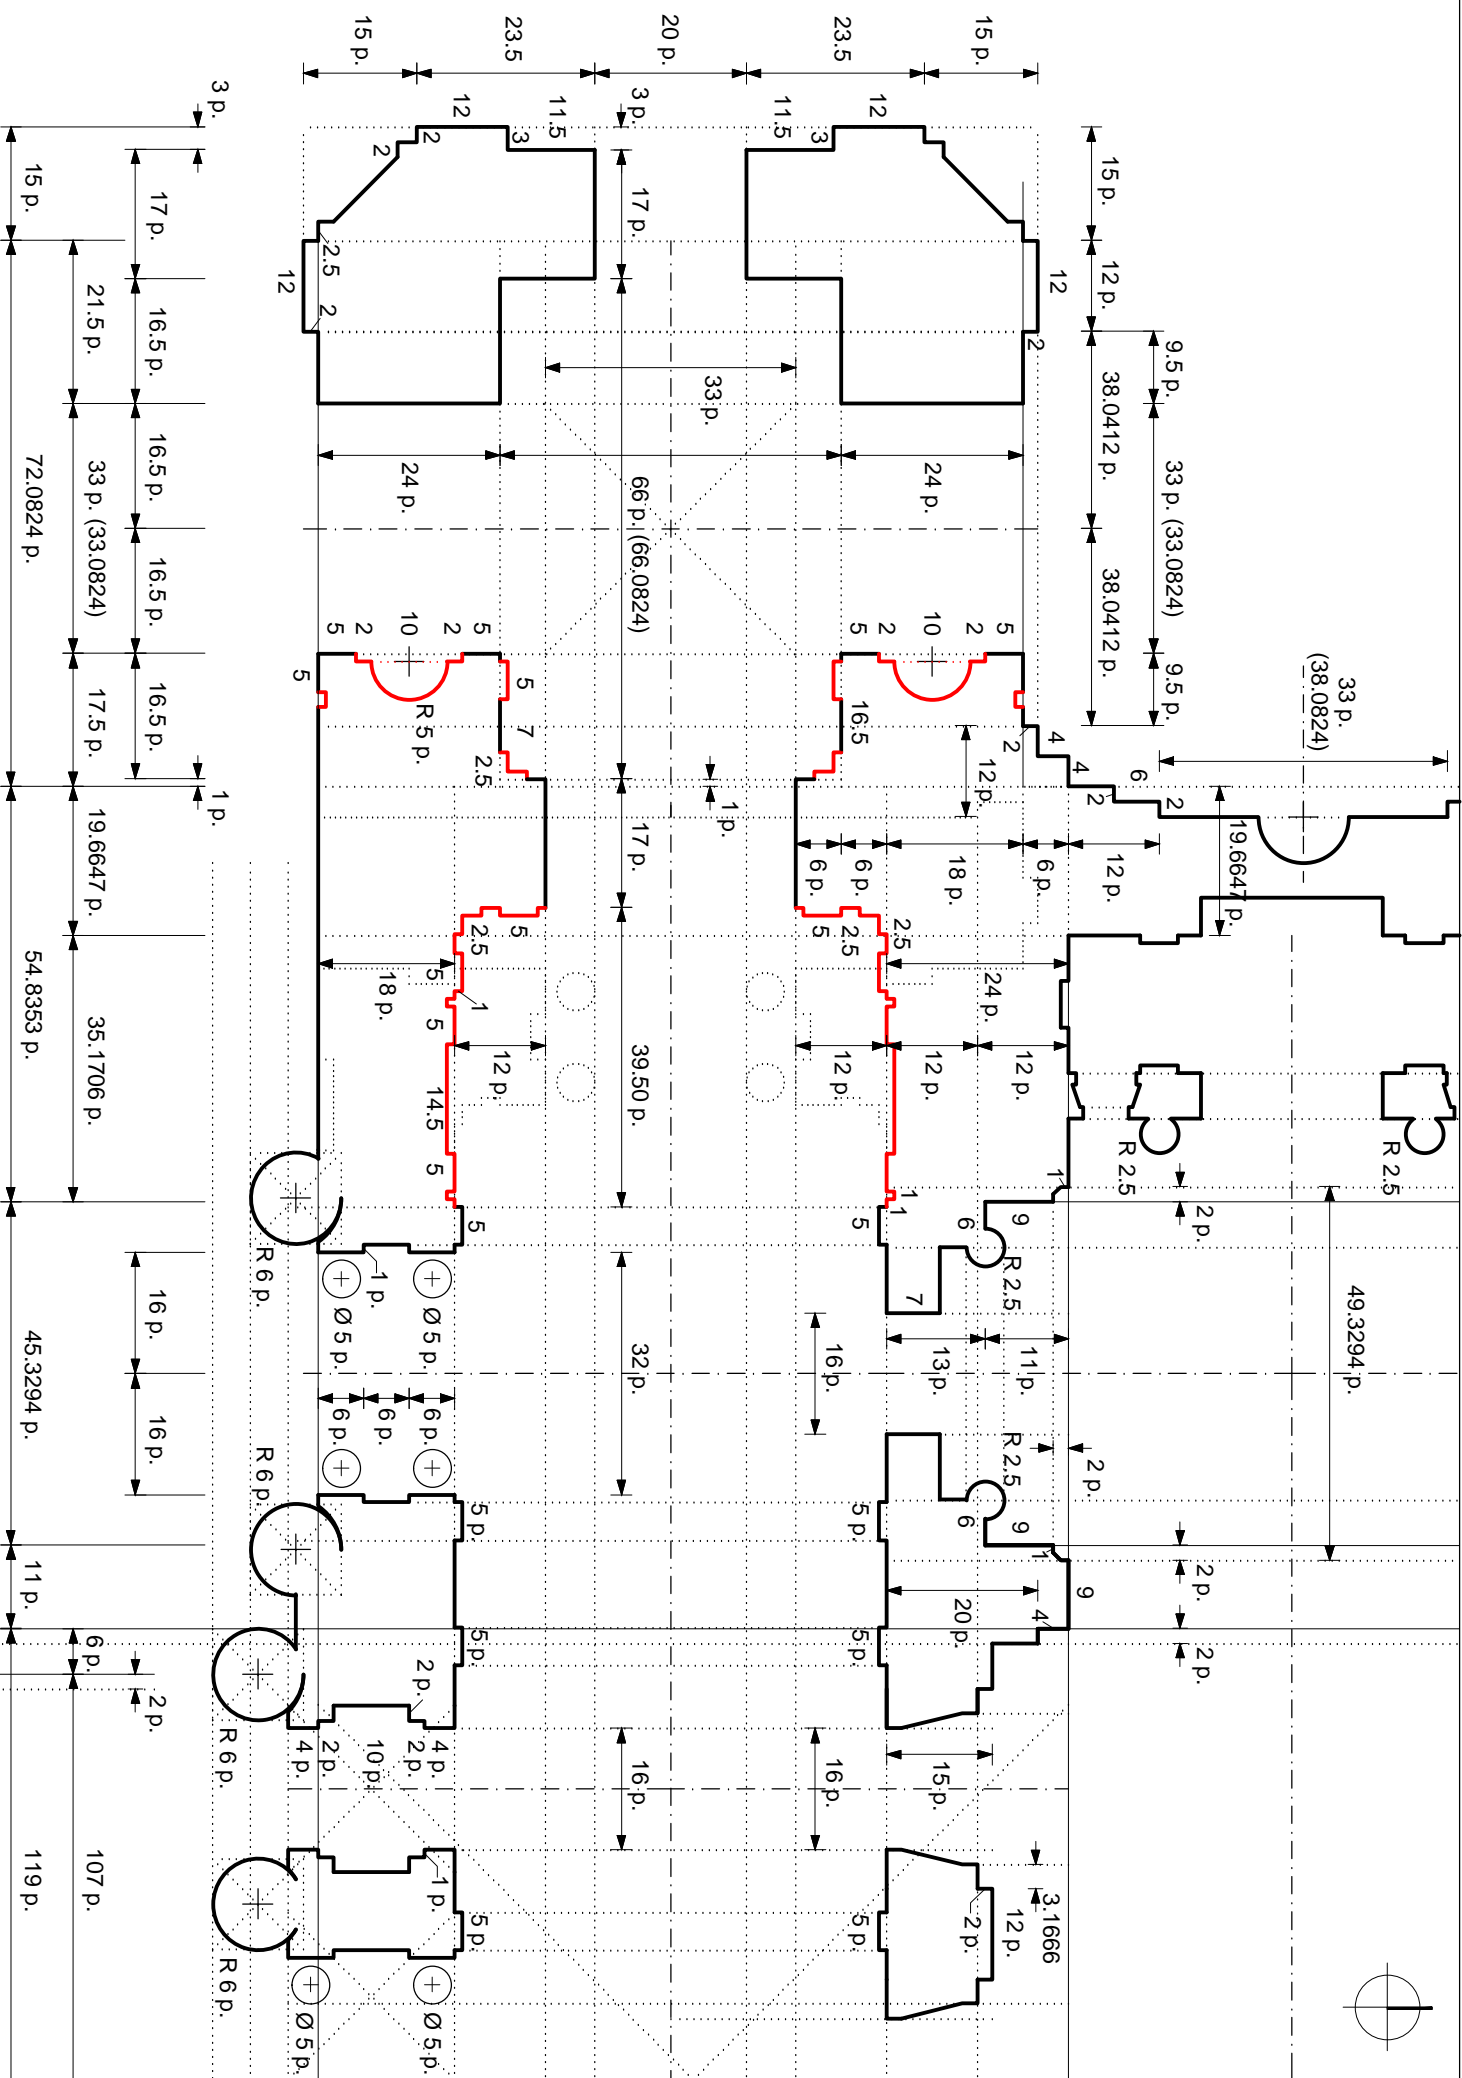 15 p.
23.5
20 p.
23.5
15 p.
3 p.
12
11.5
3 p.
11.5
12
2
3
3
2
15 p.
17 p.
17 p.
15 p.
2.5
12
2
12
2
12 p.
21.5 p.
16.5 p.
9.5 p.
33 p.
38.0412 p.
24 p.
66 p. (66.0824)
24 p.
72.0824 p.
33 p. (33.0824)
16.5 p.
33 p. (33.0824)
16.5 p.
38.0412 p.
5
2
10
2
5
5
2
10
2
5
33 p.
(38.0824)
9.5 p.
5
R 5 p.
5
7
2.5
16.5
2
4
4
6
2
2
12 p.
17.5 p.
16.5 p.
1 p.
1 p.
19.6647 p.
17 p.
6 p.
6 p.
18 p.
6 p.
12 p.
19.6647 p.
2.5
5
5
2.5
2.5
18 p.
5
1
24 p.
54.8353 p.
35.1706 p.
5
12 p.
39.50 p.
12 p.
12 p.
12 p.
14.5
5
R 2.5
R 2.5
1
1
1
2 p.
R 6 p.
5
5
6
9
R 2.5
1 p.
Ø 5 p.
Ø 5 p.
7
49.3294 p.
45.3294 p.
16 p.
32 p.
16 p.
13 p.
11 p.
16 p.
6 p.
6 p.
6 p.
R 6 p.
R 2.5
2 p.
5 p.
5 p.
6
9
1
11 p.
9
2 p.
20 p.
4
6 p.
5 p.
5 p.
2 p.
2 p.
2 p.
R 6 p.
4 p.
2 p.
10 p.
2 p.
4 p.
16 p.
16 p.
15 p.
107 p.
119 p.
1 p.
3.1666
5 p.
5 p.
2 p.
12 p.
R 6 p.
Ø 5 p.
Ø 5 p.